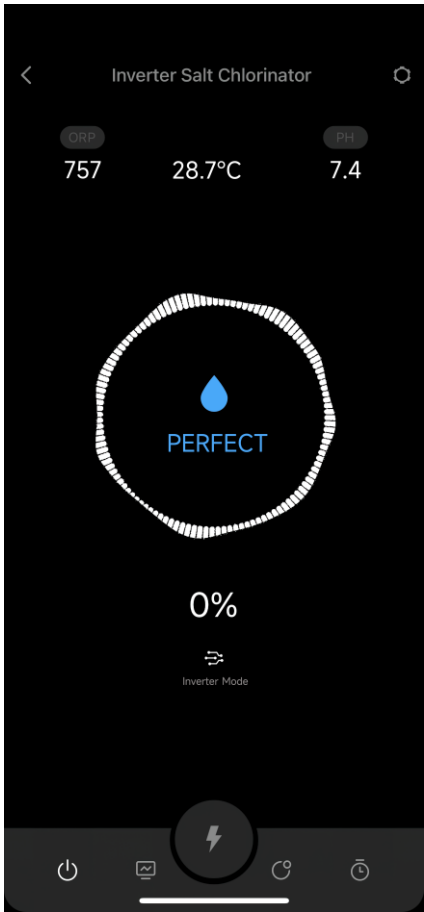 Inverter Salt Chlorinator
ORP
PH
757
28.7°C
7.4
PERFECT
0%
Inverter Mode